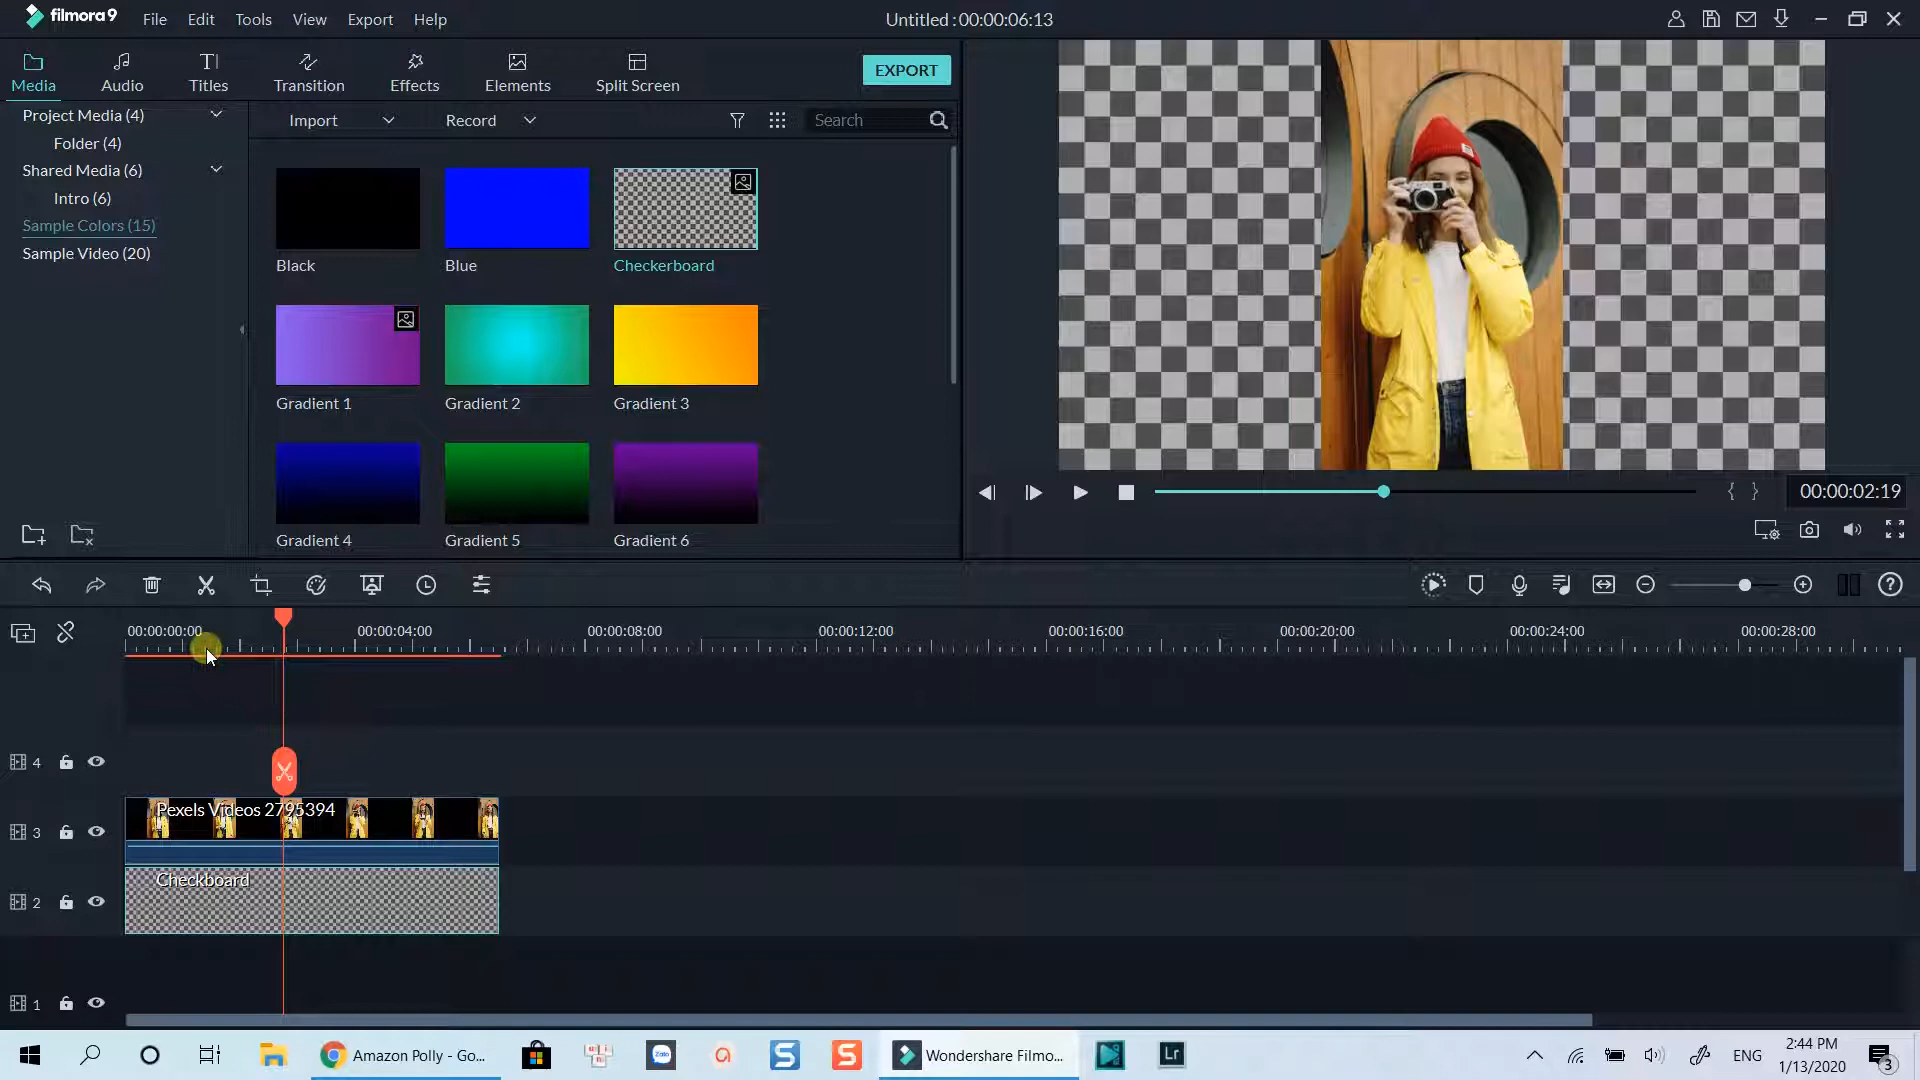 filmora9 File Edit Tools View Export Help Untitled : 00:00:06:13
Media Audio Titles Transition Effects Elements Split Screen EXPORT
Project Media (4)
Folder (4)
Shared Media (6)
Intro (6)
Sample Colors (15)
Sample Video (20)
Import Record Search
Black Blue Checkerboard
Gradient 1 Gradient 2 Gradient 3
Gradient 4 Gradient 5 Gradient 6
{ } 00:00:02:19
00:00:00:00 00:00:04:00 00:00:08:00 00:00:12:00 00:00:16:00 00:00:20:00 00:00:24:00 00:00:28:00
4
Pexels Videos 2795394
3
Checkboard
2
1
Amazon Polly - Go... Zalo S S Wondershare Filmo... Lr ENG 2:44 PM
1/13/2020 3